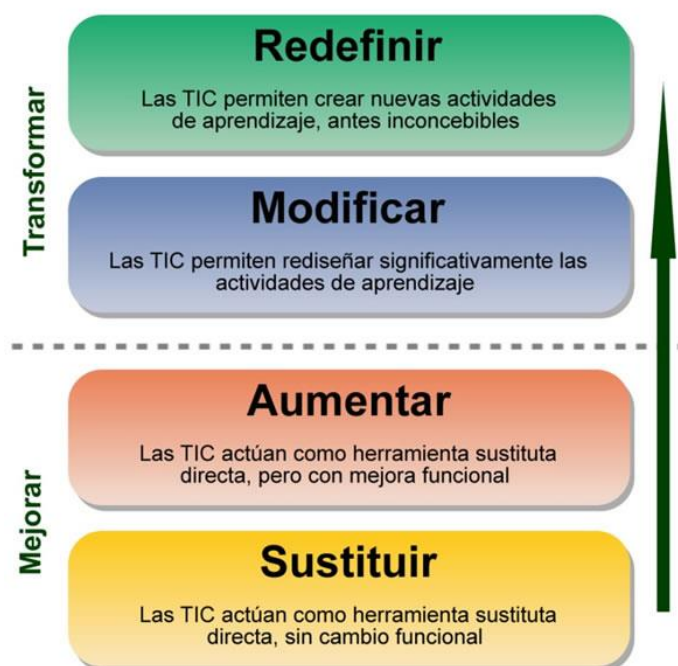 Transformar
Redefinir
Las TIC permiten crear nuevas actividades
de aprendizaje, antes inconcebibles
Modificar
Las TIC permiten rediseñar significativamente las
actividades de aprendizaje
Mejorar
Aumentar
Las TIC actúan como herramienta sustituta
directa, pero con mejora funcional
Sustituir
Las TIC actúan como herramienta sustituta
directa, sin cambio funcional